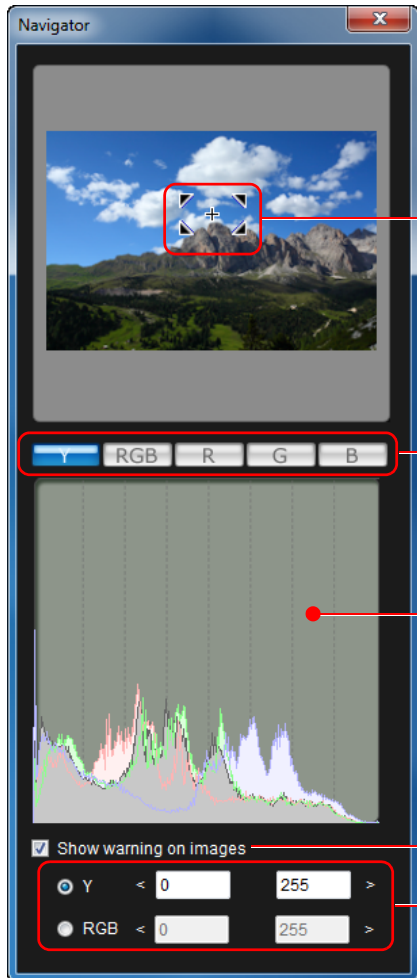 Navigator
Y RGB R G B
Show warning on images
Y < 0 255 >
RGB < 0 255 >